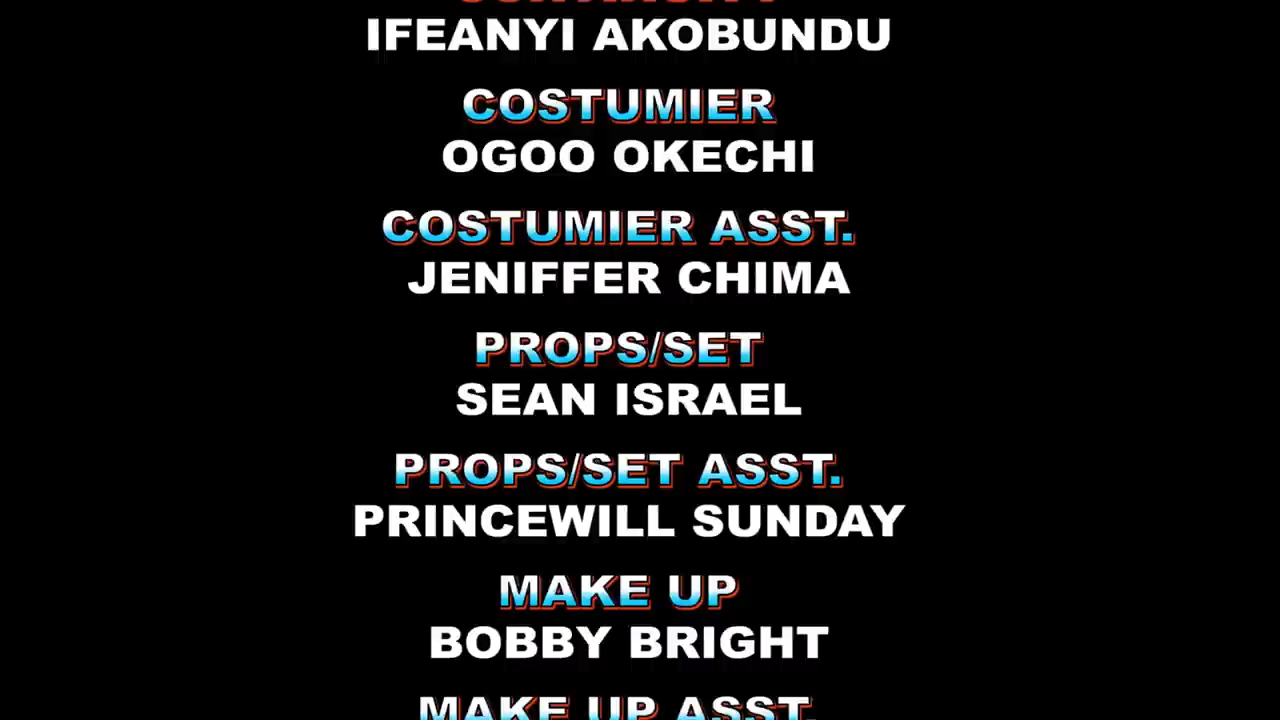 IFEANYI AKOBUNDU
COSTUMIER
OGOO OKECHI
COSTUMIER ASST.
JENIFFER CHIMA
PROPS/SET
SEAN ISRAEL
PROPS/SET ASST.
PRINCEWILL SUNDAY
MAKE UP
BOBBY BRIGHT
MAKE UP ASST.